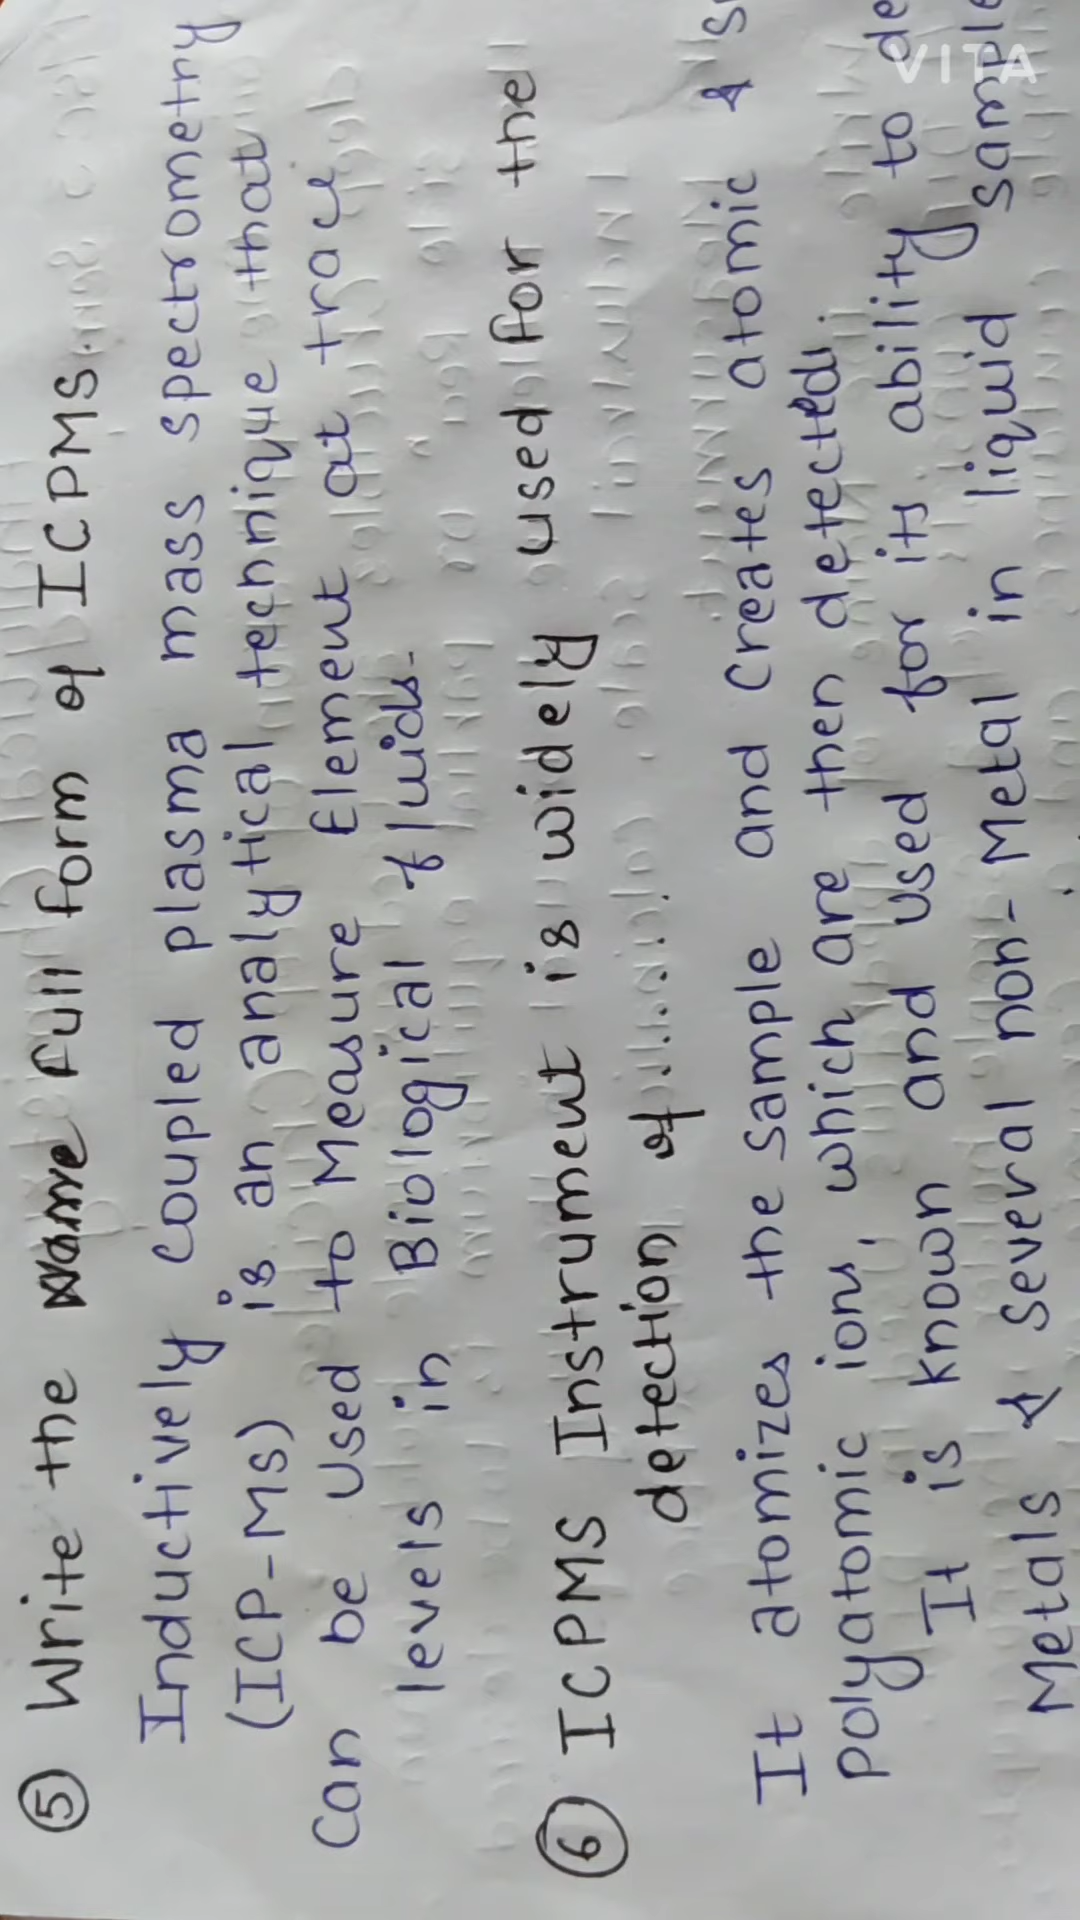 ⑤ Write the name full form of ICPMS.
Inductively coupled plasma mass spectrometry
(ICP-MS) is an analytical technique that
can be used to Measure Element at trace
levels in Biological fluids.
⑥ ICPMS Instrument is widely used for the
detection of
It atomizes the sample and creates atomic &
polyatomic ions, which are then detected.
It is known and used for its ability to de
Metals & several non-Metal in liquid sample
VITA